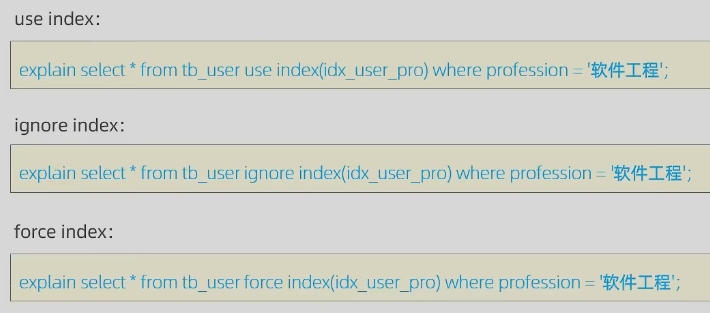 use index：
explain select * from tb_user use index(idx_user_pro) where profession = '软件工程';
ignore index：
explain select * from tb_user ignore index(idx_user_pro) where profession = '软件工程';
force index：
explain select * from tb_user force index(idx_user_pro) where profession = '软件工程';